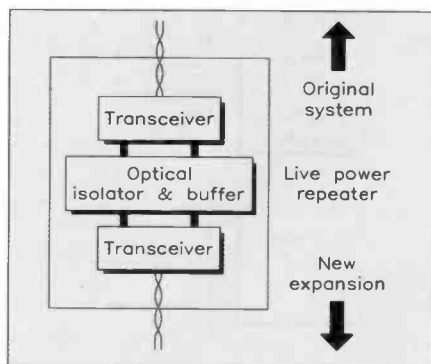 Original
system
Transceiver
Optical
isolator & buffer
Live power
repeater
Transceiver
New
expansion